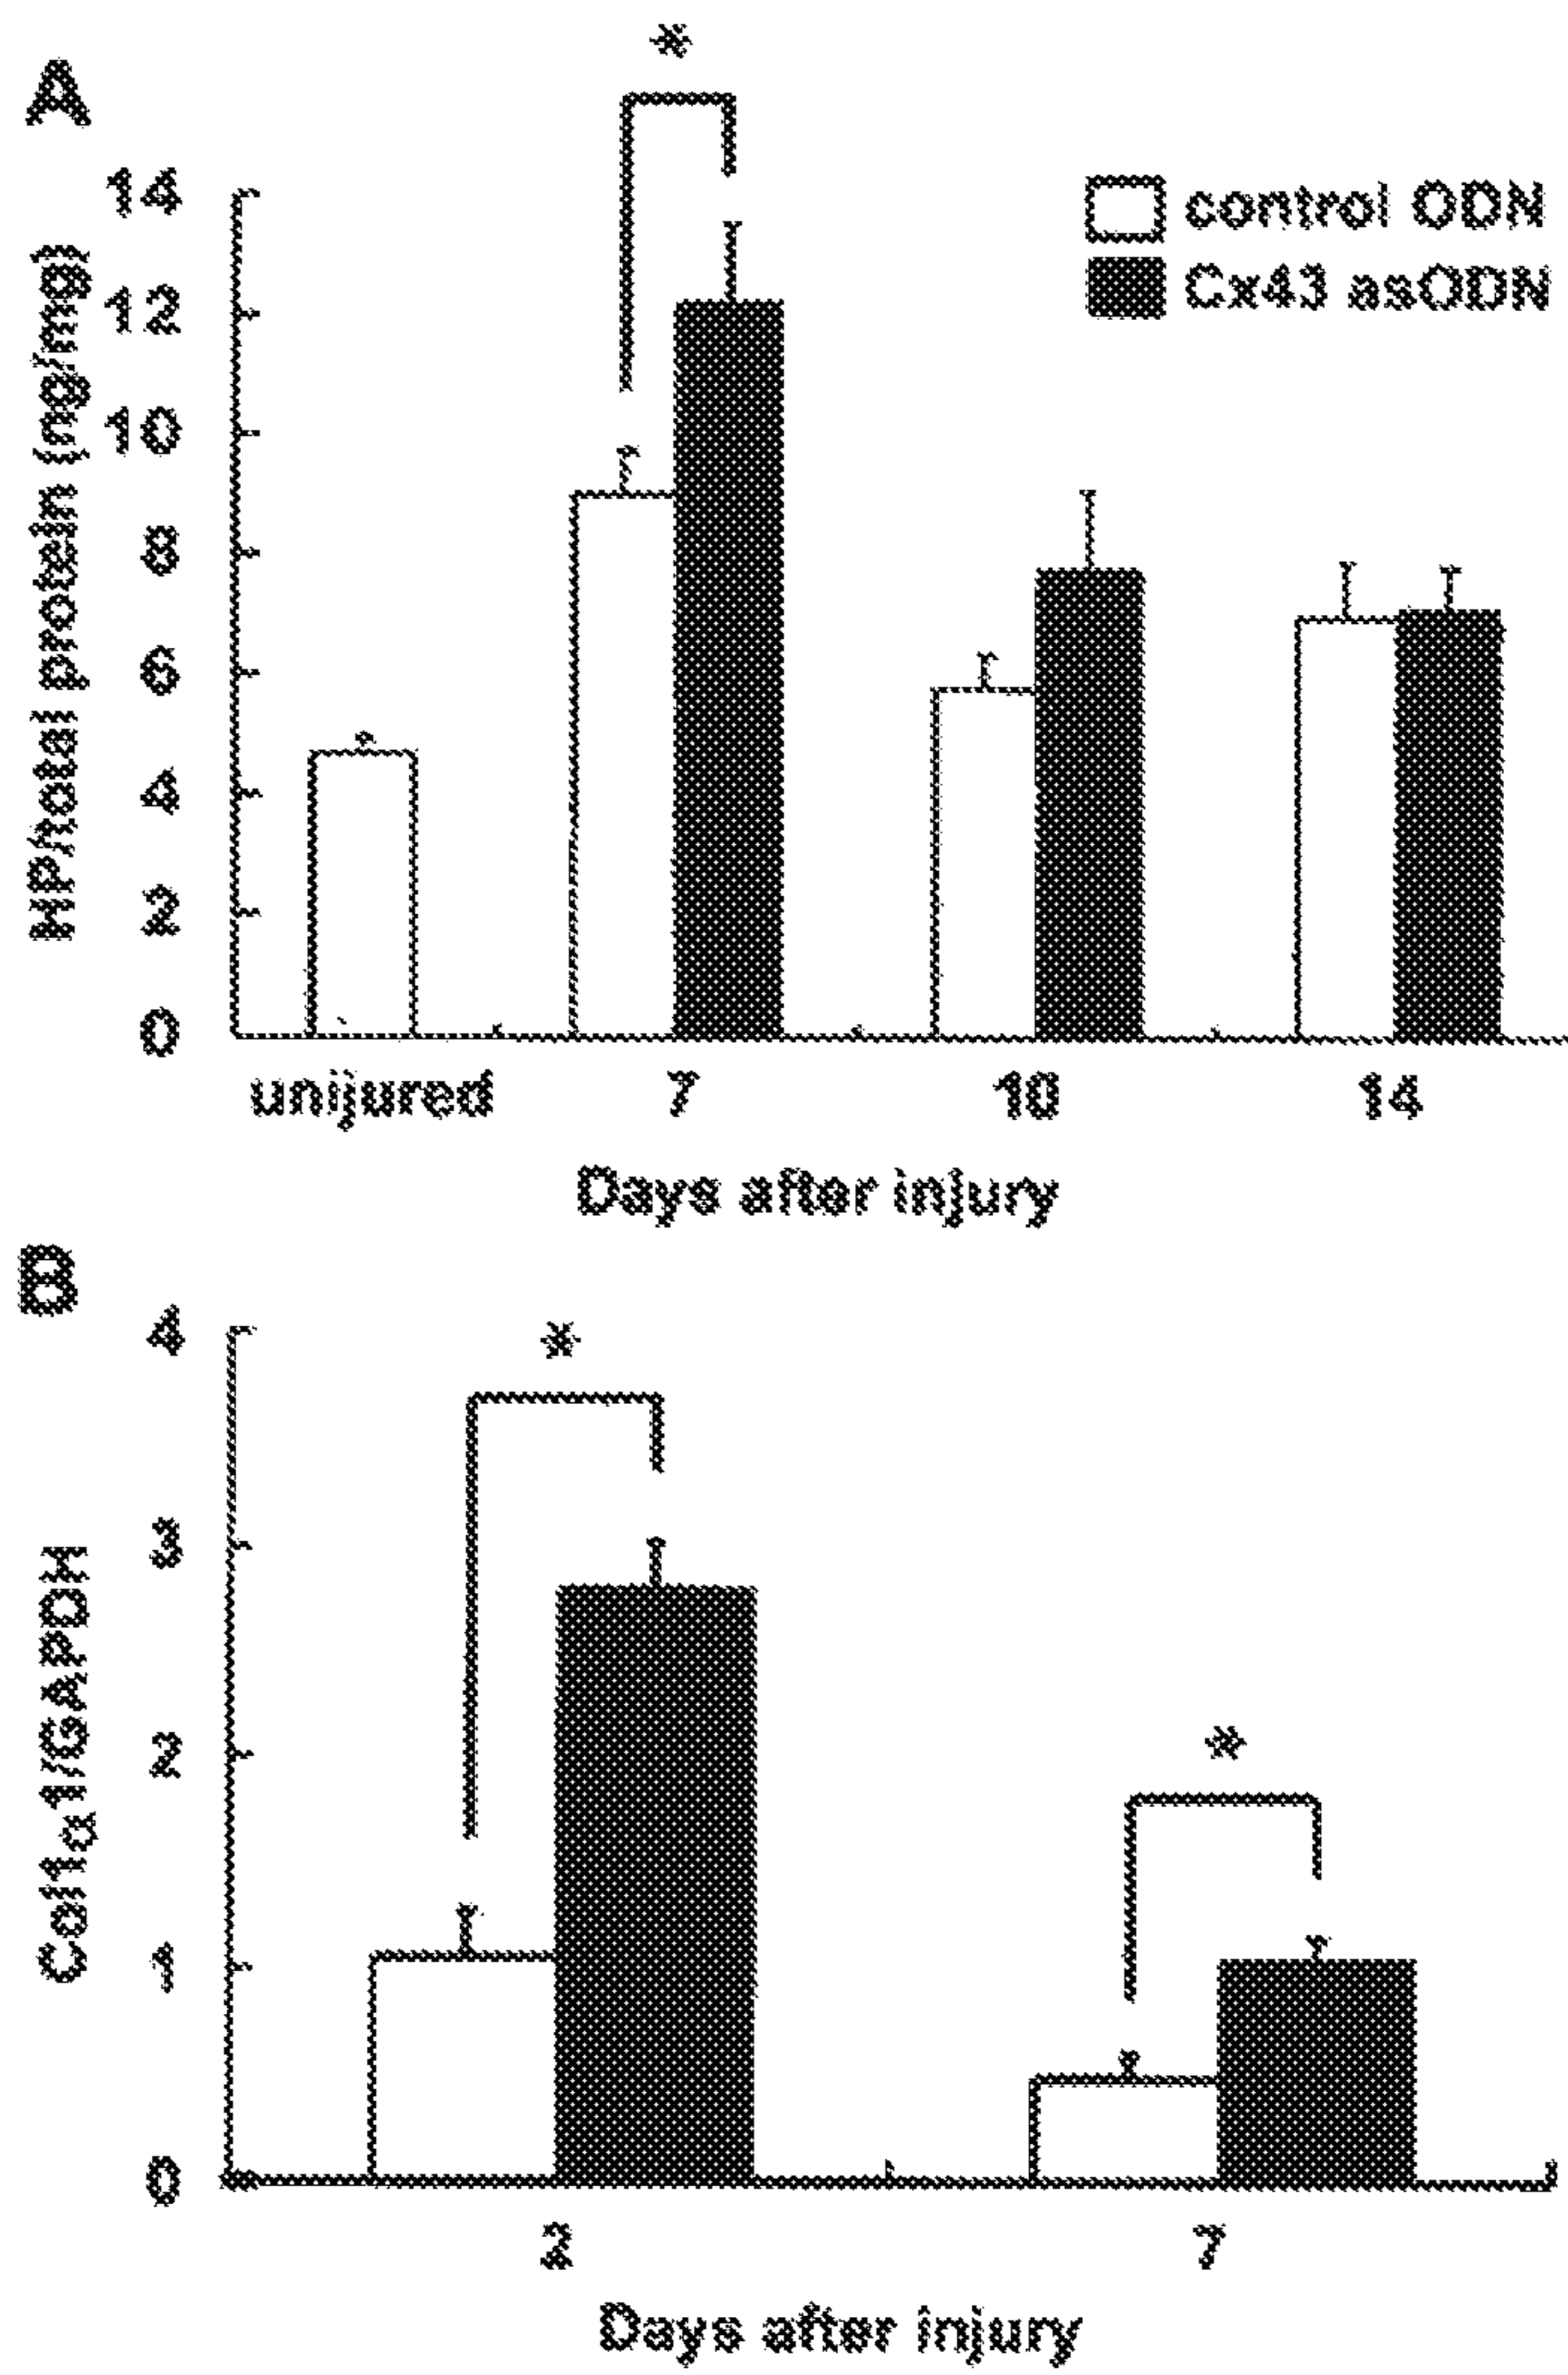 A
*
14
12
10
8
6
4
2
0
HP/total protein (ng/mg)
control ODN
Cx43 asODN
unijured 7 10 14
Days after injury
B
4
3
2
1
0
Col1α1/GAPDH
*
*
2 7
Days after injury